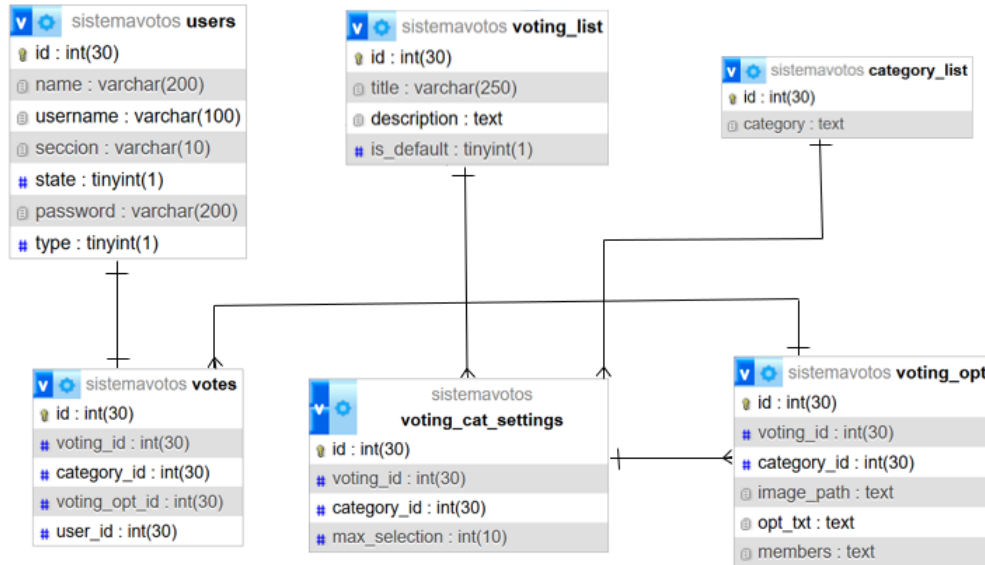 sistemavotos users
id : int(30)
name : varchar(200)
username : varchar(100)
seccion : varchar(10)
state : tinyint(1)
password : varchar(200)
type : tinyint(1)
sistemavotos voting_list
id : int(30)
title : varchar(250)
description : text
is_default : tinyint(1)
sistemavotos category_list
id : int(30)
category : text
sistemavotos votes
id : int(30)
voting_id : int(30)
category_id : int(30)
voting_opt_id : int(30)
user_id : int(30)
sistemavotos
voting_cat_settings
id : int(30)
voting_id : int(30)
category_id : int(30)
max_selection : int(10)
sistemavotos voting_opt
id : int(30)
voting_id : int(30)
category_id : int(30)
image_path : text
opt_txt : text
members : text